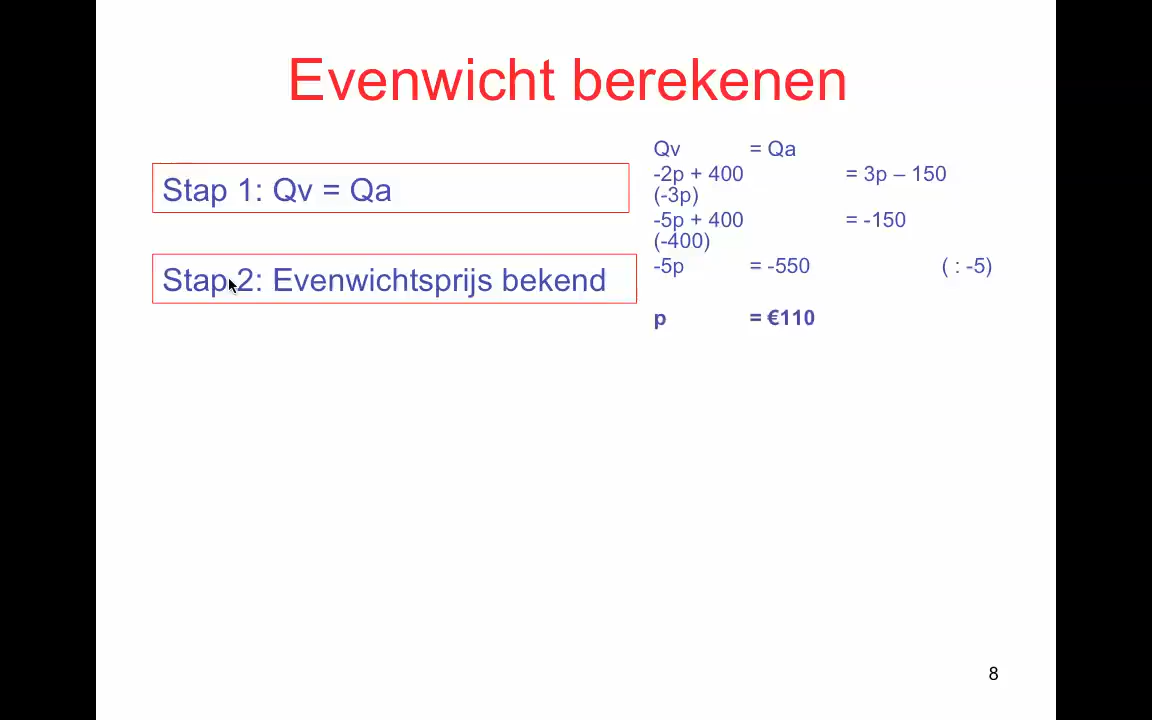 Evenwicht berekenen
Stap 1: Qv = Qa
Stap 2: Evenwichtsprijs bekend
Qv = Qa
-2p + 400 = 3p – 150
(-3p)
-5p + 400 = -150
(-400)
-5p = -550 ( : -5)
p = €110
8